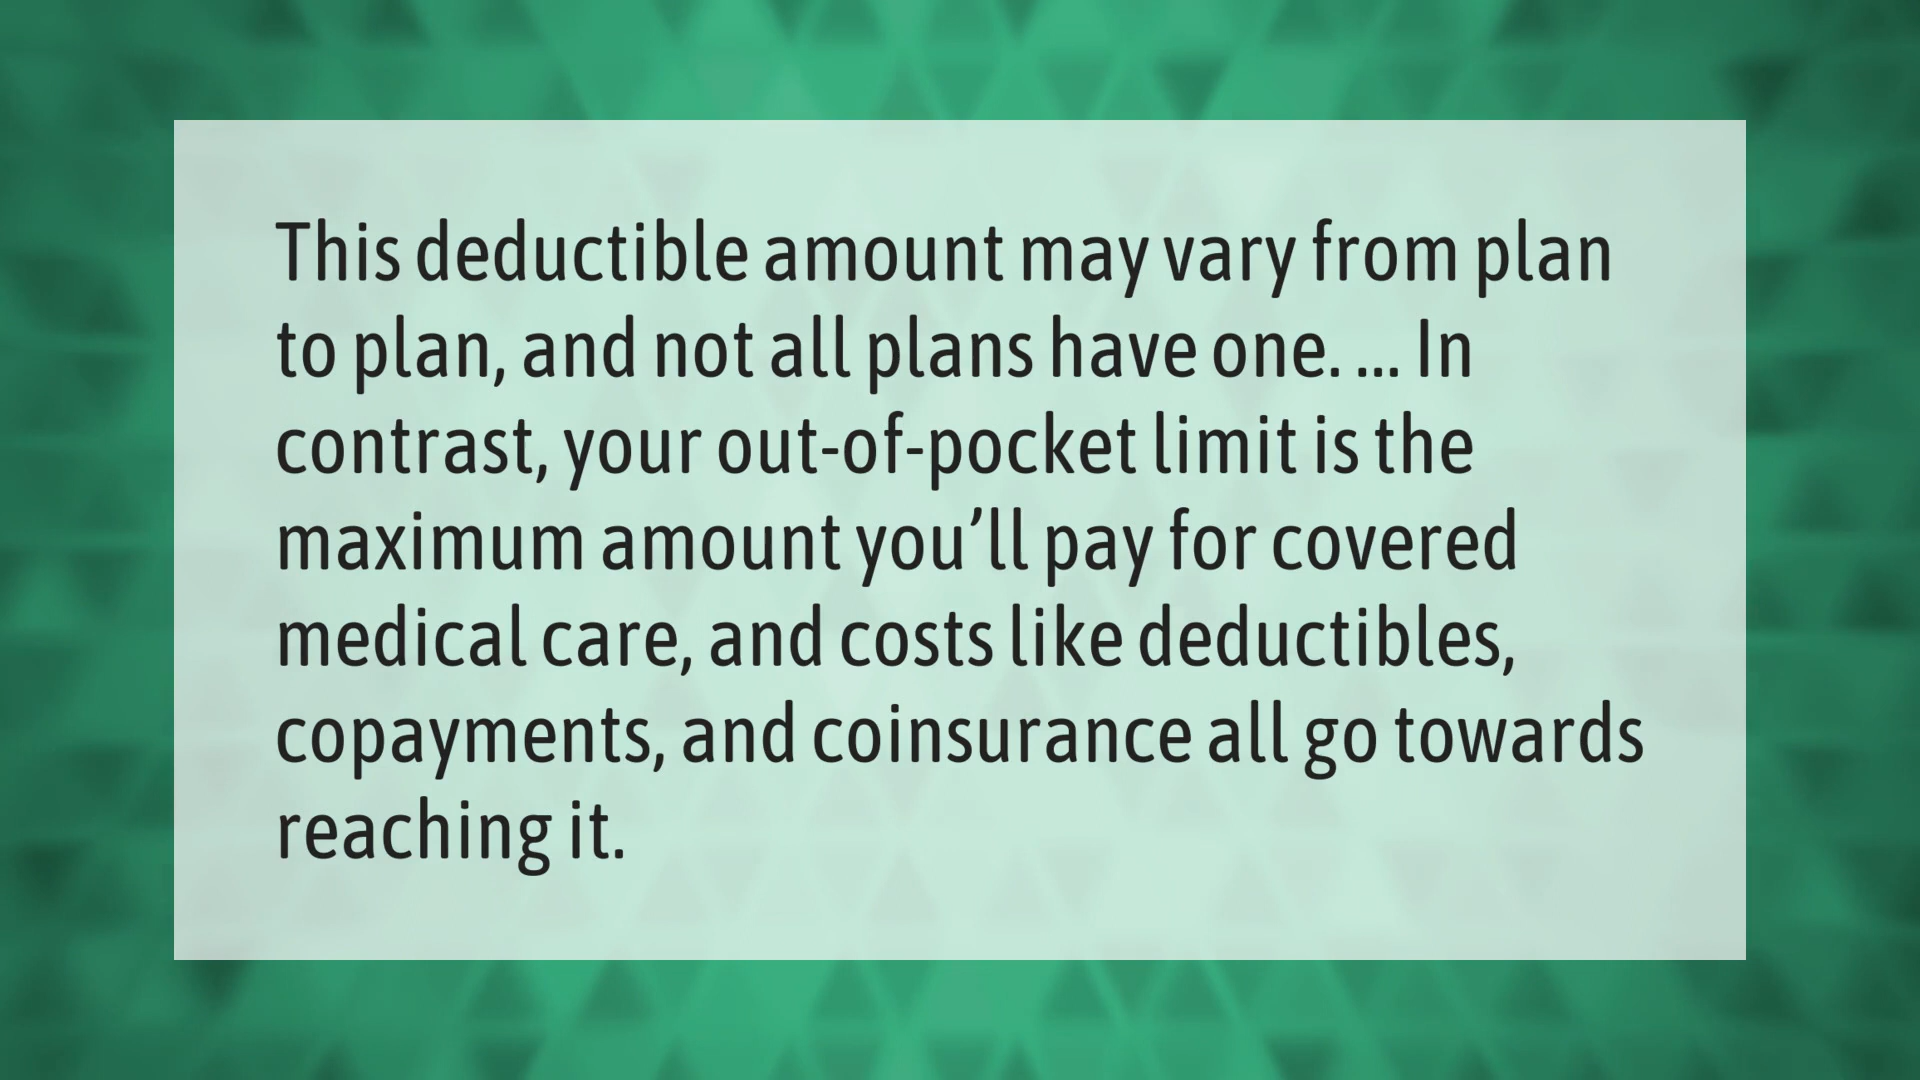 This deductible amount may vary from plan
to plan, and not all plans have one. ... In
contrast, your out-of-pocket limit is the
maximum amount you’ll pay for covered
medical care, and costs like deductibles,
copayments, and coinsurance all go towards
reaching it.